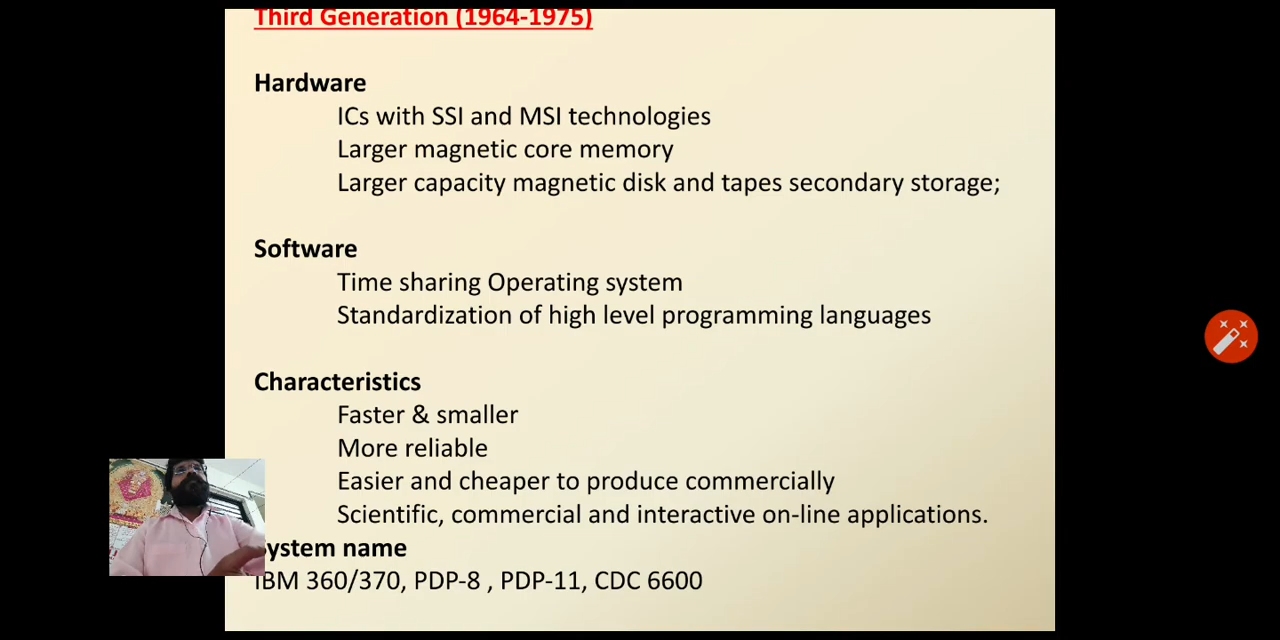 Third Generation (1964-1975)
Hardware
ICs with SSI and MSI technologies
Larger magnetic core memory
Larger capacity magnetic disk and tapes secondary storage;
Software
Time sharing Operating system
Standardization of high level programming languages
Characteristics
Faster & smaller
More reliable
Easier and cheaper to produce commercially
Scientific, commercial and interactive on-line applications.
System name
IBM 360/370, PDP-8 , PDP-11, CDC 6600